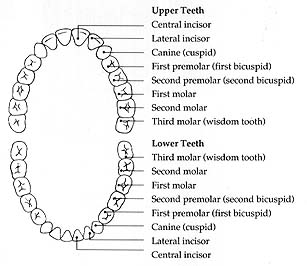 Upper Teeth
Central incisor
Lateral incisor
Canine (cuspid)
First premolar (first bicuspid)
Second premolar (second bicuspid)
First molar
Second molar
Third molar (wisdom tooth)
Lower Teeth
Third molar (wisdom tooth)
Second molar
First molar
Second premolar (second bicuspid)
First premolar (first bicuspid)
Canine (cuspid)
Lateral incisor
Central incisor